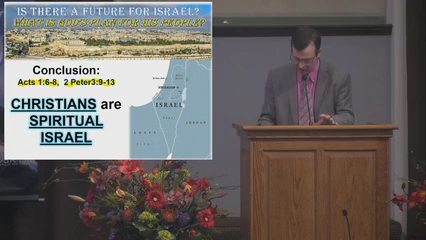 IS THERE A FUTURE FOR ISRAEL?
WHAT IS GOD'S PLAN FOR HIS PEOPLE?
Conclusion:
Acts 1:6-8, 2 Peter3:9-13
CHRISTIANS are
SPIRITUAL
ISRAEL
ISRAEL
JORDAN